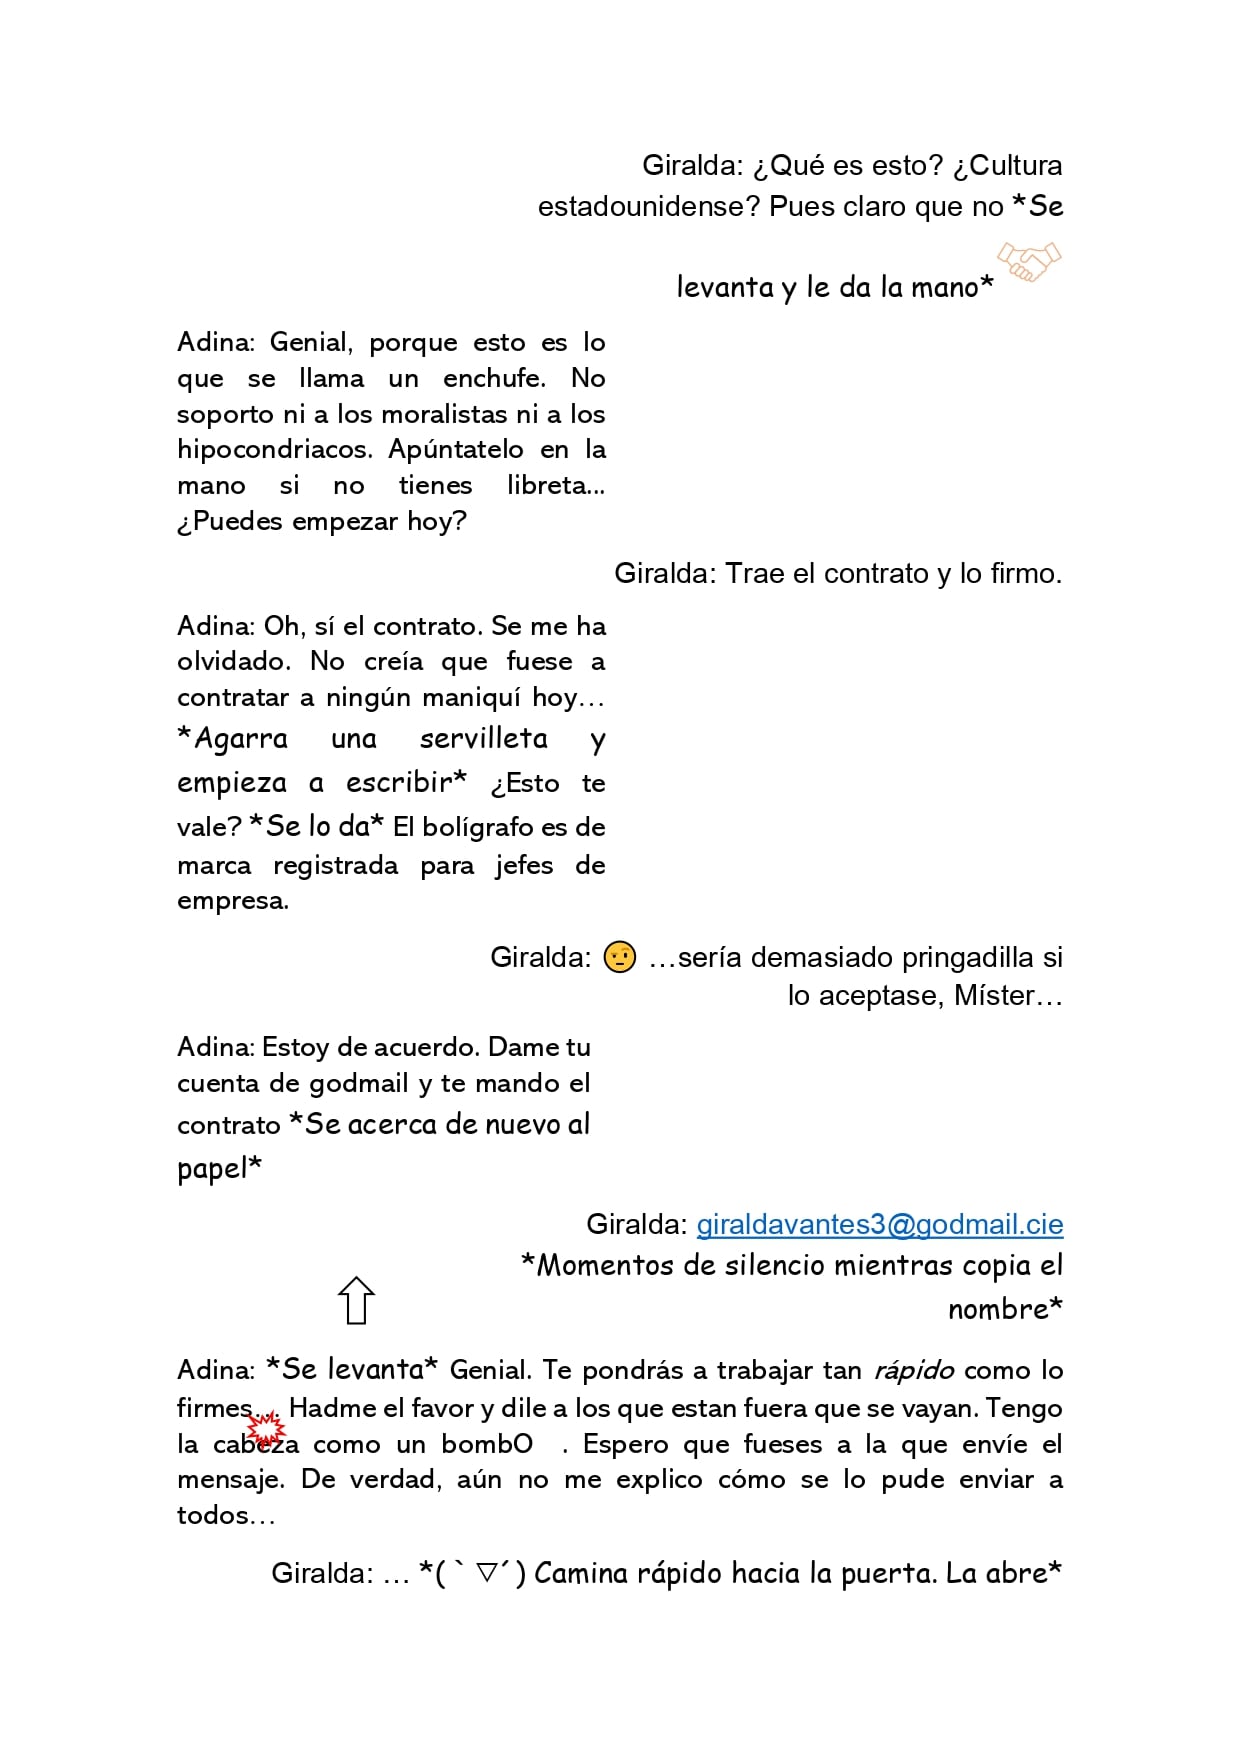 Giralda: ¿Qué es esto? ¿Cultura
estadounidense? Pues claro que no *Se
levanta y le da la mano*
Adina: Genial, porque esto es lo
que se llama un enchufe. No
soporto ni a los moralistas ni a los
hipocondriacos. Apúntatelo en la
mano si no tienes libreta...
¿Puedes empezar hoy?
Giralda: Trae el contrato y lo firmo.
Adina: Oh, sí el contrato. Se me ha
olvidado. No creía que fuese a
contratar a ningún maniquí hoy...
*Agarra una servilleta y
empieza a escribir* ¿Esto te
vale? *Se lo da* El bolígrafo es de
marca registrada para jefes de
empresa.
Giralda: 🤨 …sería demasiado pringadilla si
lo aceptase, Míster…
Adina: Estoy de acuerdo. Dame tu
cuenta de godmail y te mando el
contrato *Se acerca de nuevo al
papel*
Giralda: giraldavantes3@godmail.cie
*Momentos de silencio mientras copia el
nombre*
Adina: *Se levanta* Genial. Te pondrás a trabajar tan rápido como lo
firmes... Hadme el favor y dile a los que estan fuera que se vayan. Tengo
la cabeza como un bombO . Espero que fueses a la que envíe el
mensaje. De verdad, aún no me explico cómo se lo pude enviar a
todos...
Giralda: … *( ` ▽´ ) Camina rápido hacia la puerta. La abre*